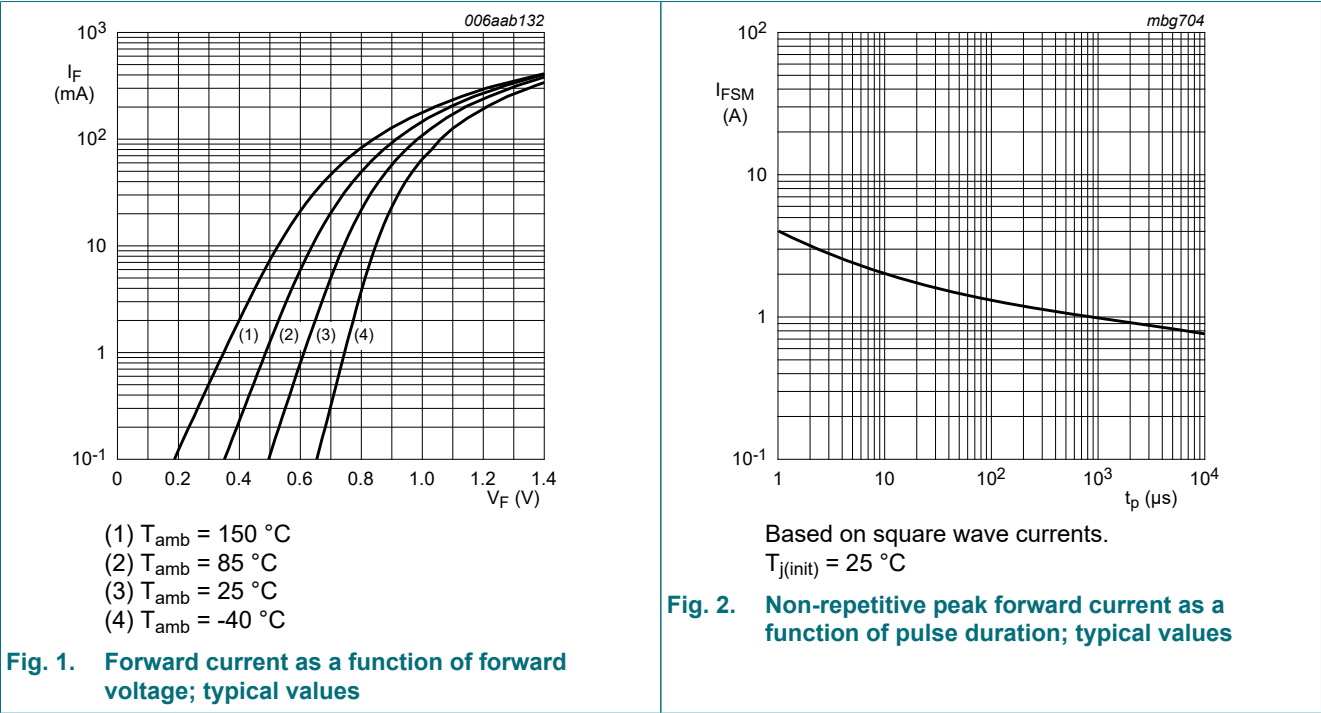 006aab132
10³
I_F
(mA)
10²
10
1
10⁻¹
(1) (2) (3) (4)
0 0.2 0.4 0.6 0.8 1.0 1.2 1.4
V_F (V)
(1) T_amb = 150 °C
(2) T_amb = 85 °C
(3) T_amb = 25 °C
(4) T_amb = -40 °C
Fig. 1. Forward current as a function of forward
voltage; typical values
mbg704
10²
I_FSM
(A)
10
1
10⁻¹
1 10 10² 10³ 10⁴
t_p (µs)
Based on square wave currents.
T_j(init) = 25 °C
Fig. 2. Non-repetitive peak forward current as a
function of pulse duration; typical values